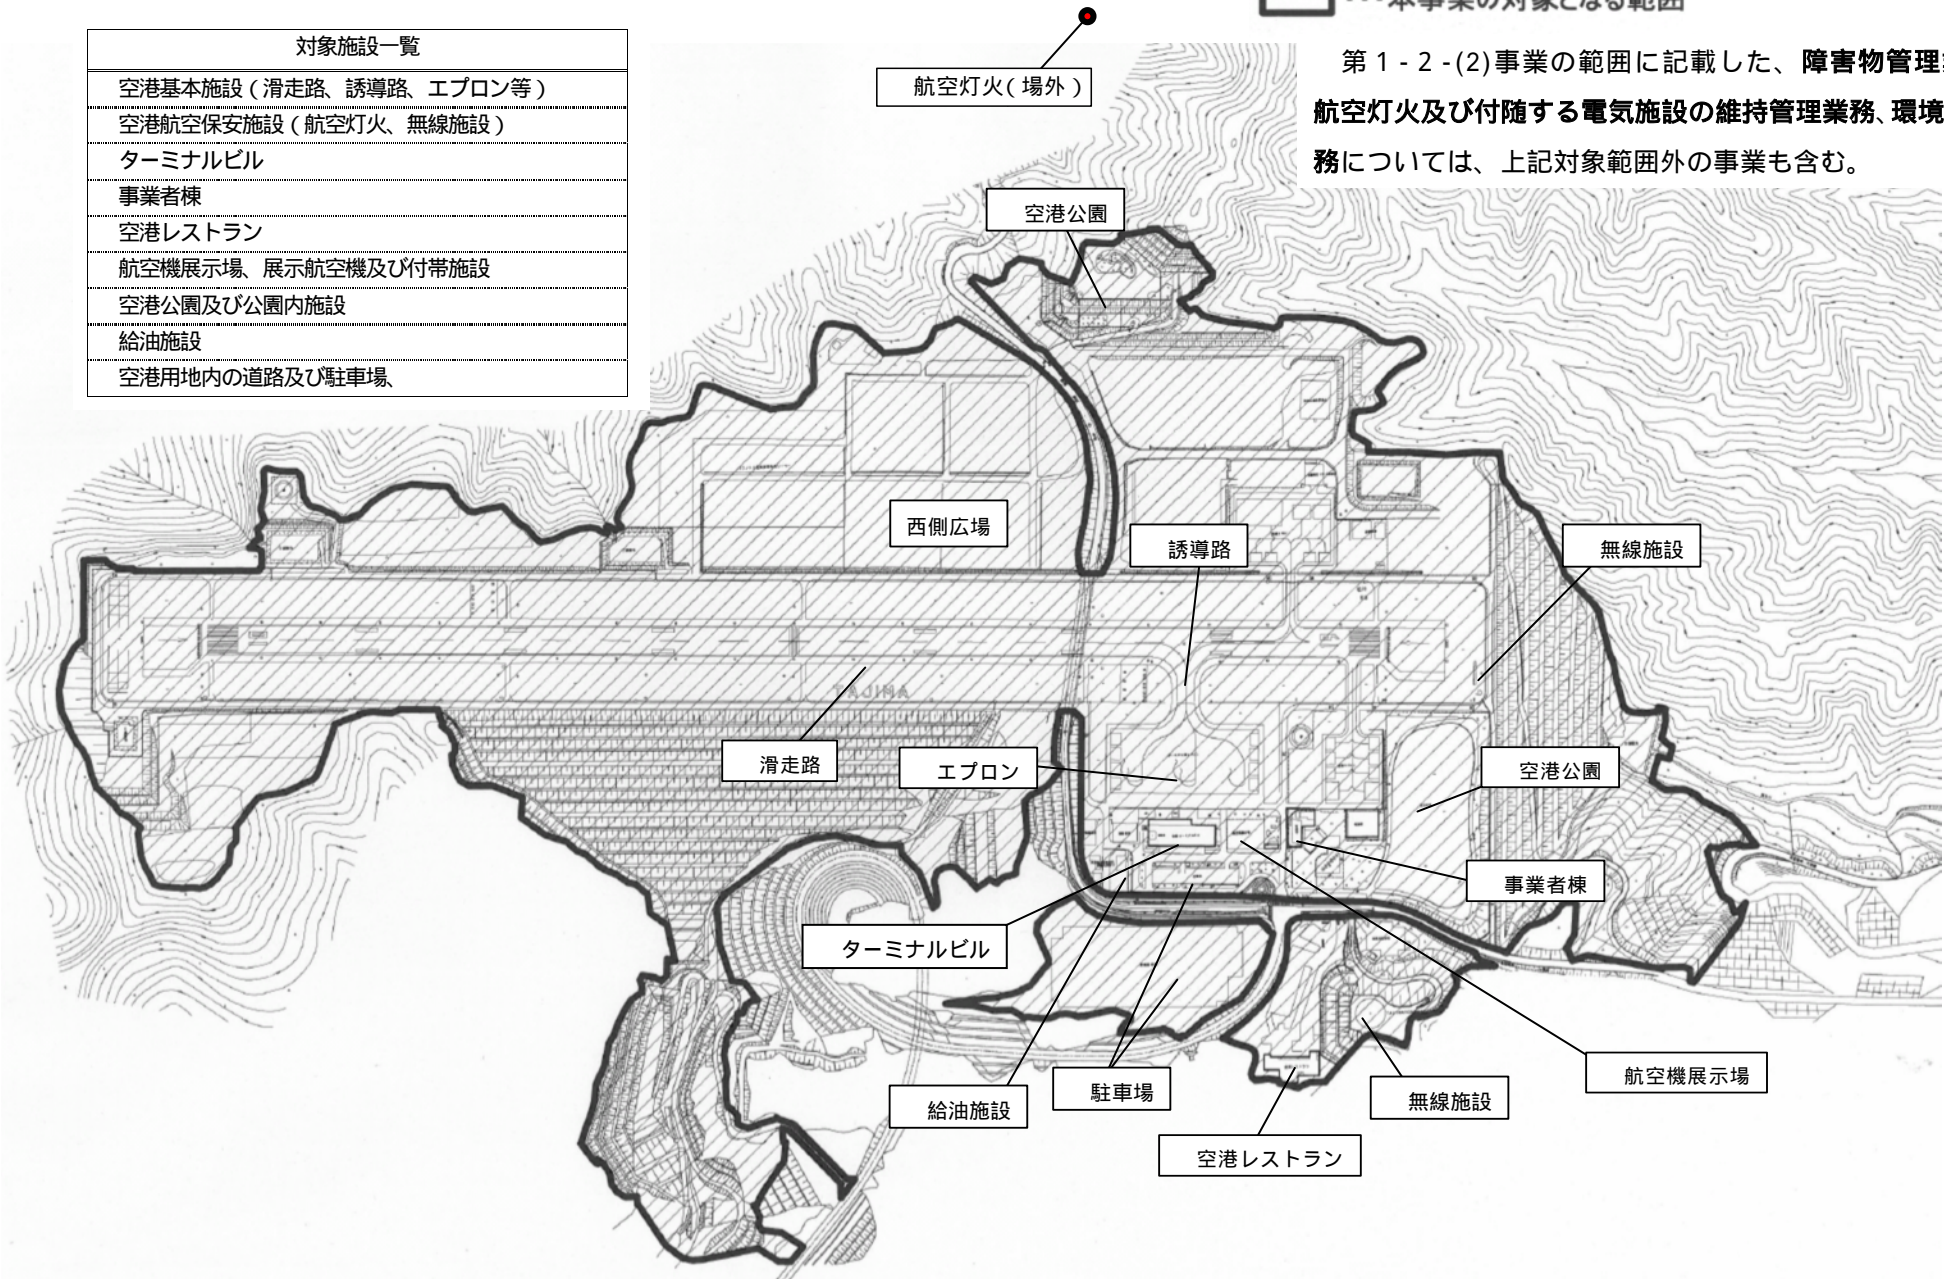 ・・・本事業の対象となる範囲
対象施設一覧
空港基本施設（滑走路、誘導路、エプロン等）
空港航空保安施設（航空灯火、無線施設）
ターミナルビル
事業者棟
空港レストラン
航空機展示場、展示航空機及び付帯施設
空港公園及び公園内施設
給油施設
空港用地内の道路及び駐車場、
航空灯火（場外）
第１-２-(2)事業の範囲に記載した、障害物管理
航空灯火及び付随する電気施設の維持管理業務、環境
務については、上記対象範囲外の事業も含む。
空港公園
西側広場
誘導路
無線施設
TAJIMA
滑走路
エプロン
空港公園
事業者棟
ターミナルビル
給油施設
駐車場
空港レストラン
無線施設
航空機展示場